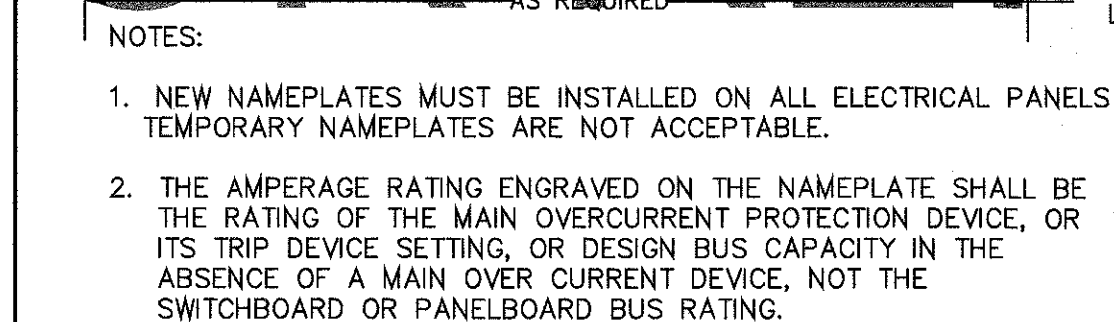 AS REQUIRED
NOTES:
1. NEW NAMEPLATES MUST BE INSTALLED ON ALL ELECTRICAL PANELS
TEMPORARY NAMEPLATES ARE NOT ACCEPTABLE.
2. THE AMPERAGE RATING ENGRAVED ON THE NAMEPLATE SHALL BE
THE RATING OF THE MAIN OVERCURRENT PROTECTION DEVICE, OR
ITS TRIP DEVICE SETTING, OR DESIGN BUS CAPACITY IN THE
ABSENCE OF A MAIN OVER CURRENT DEVICE, NOT THE
SWITCHBOARD OR PANELBOARD BUS RATING.